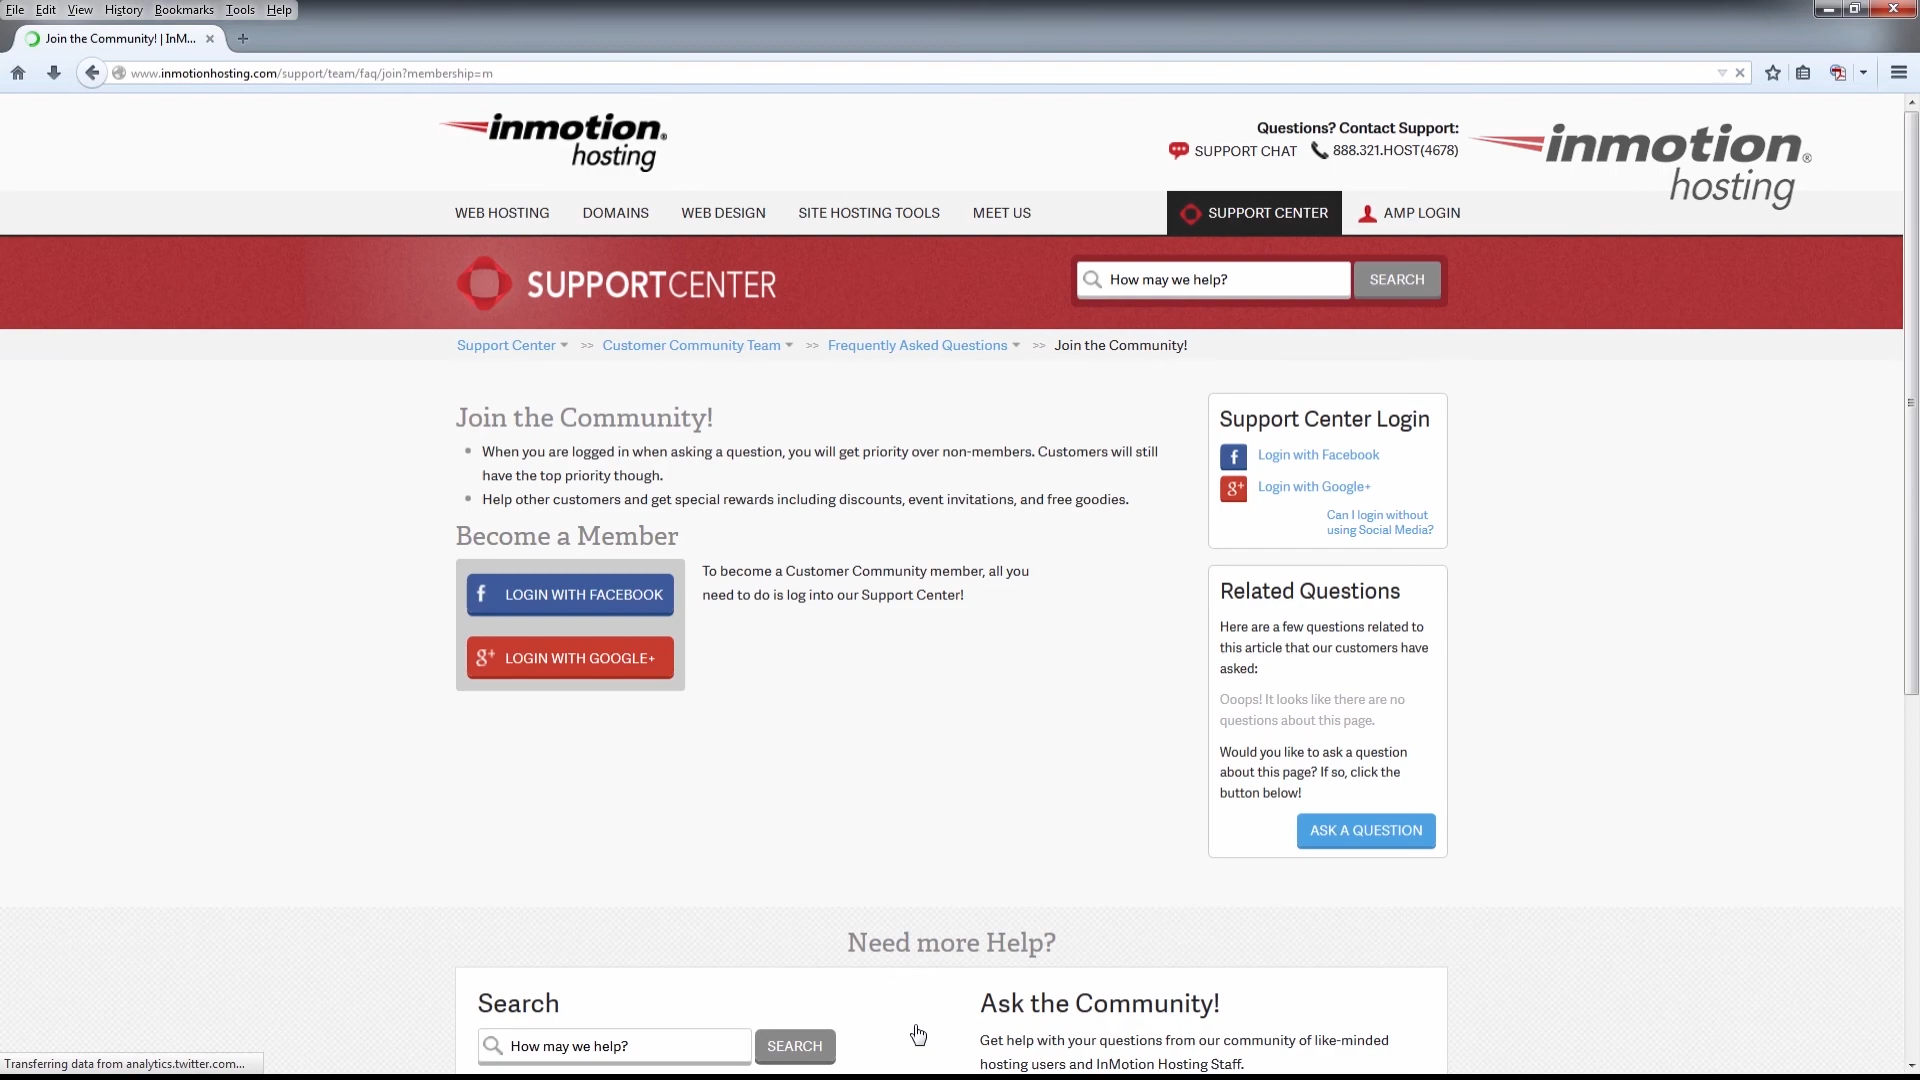 File Edit View History Bookmarks Tools Help
Join the Community! | InM...
www.inmotionhosting.com/support/team/faq/join?membership=m
inmotion®
hosting
Questions? Contact Support:
SUPPORT CHAT 888.321.HOST(4678)
inmotion®
hosting
WEB HOSTING DOMAINS WEB DESIGN SITE HOSTING TOOLS MEET US SUPPORT CENTER AMP LOGIN
SUPPORTCENTER
How may we help? SEARCH
Support Center >> Customer Community Team >> Frequently Asked Questions >> Join the Community!
Join the Community!
• When you are logged in when asking a question, you will get priority over non-members. Customers will still
have the top priority though.
• Help other customers and get special rewards including discounts, event invitations, and free goodies.
Become a Member
f LOGIN WITH FACEBOOK
g+ LOGIN WITH GOOGLE+
To become a Customer Community member, all you
need to do is log into our Support Center!
Support Center Login
f Login with Facebook
g+ Login with Google+
Can I login without
using Social Media?
Related Questions
Here are a few questions related to
this article that our customers have
asked:
Ooops! It looks like there are no
questions about this page.
Would you like to ask a question
about this page? If so, click the
button below!
ASK A QUESTION
Need more Help?
Search
How may we help? SEARCH
Ask the Community!
Get help with your questions from our community of like-minded
hosting users and InMotion Hosting Staff.
Transferring data from analytics.twitter.com...